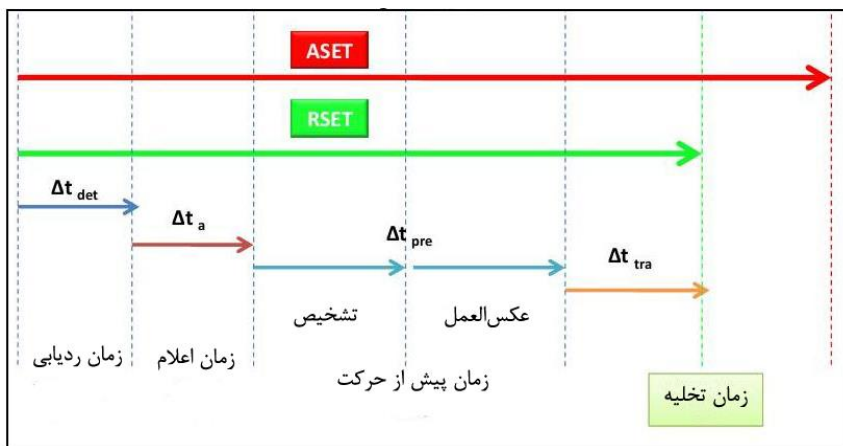 ASET
RSET
Δt det
Δt a
Δt pre
Δt tra
تشخیص
عکس‌العمل
زمان ردیابی
زمان اعلام
زمان پیش از حرکت
زمان تخلیه